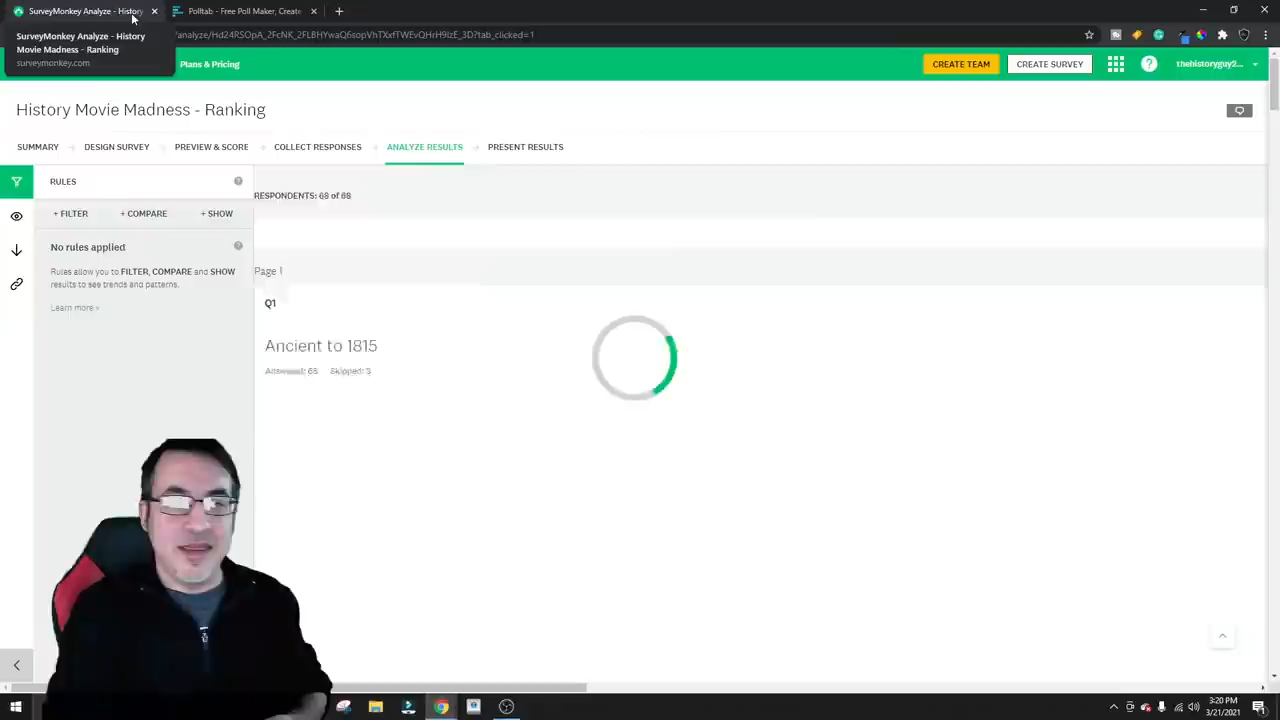 SurveyMonkey Analyze - History
Polltab - Free Poll Maker, Create
SurveyMonkey Analyze - History
Movie Madness - Ranking
surveymonkey.com
Plans & Pricing
CREATE TEAM
CREATE SURVEY
thehistoryguy2...
History Movie Madness - Ranking
SUMMARY
DESIGN SURVEY
PREVIEW & SCORE
COLLECT RESPONSES
ANALYZE RESULTS
PRESENT RESULTS
RULES
RESPONDENTS: 68 of 68
+ FILTER
+ COMPARE
+ SHOW
No rules applied
Rules allow you to FILTER, COMPARE and SHOW
results to see trends and patterns.
Learn more »
Page 1
Q1
Ancient to 1815
Answered: 65
Skipped: 3
3:20 PM
3/21/2021